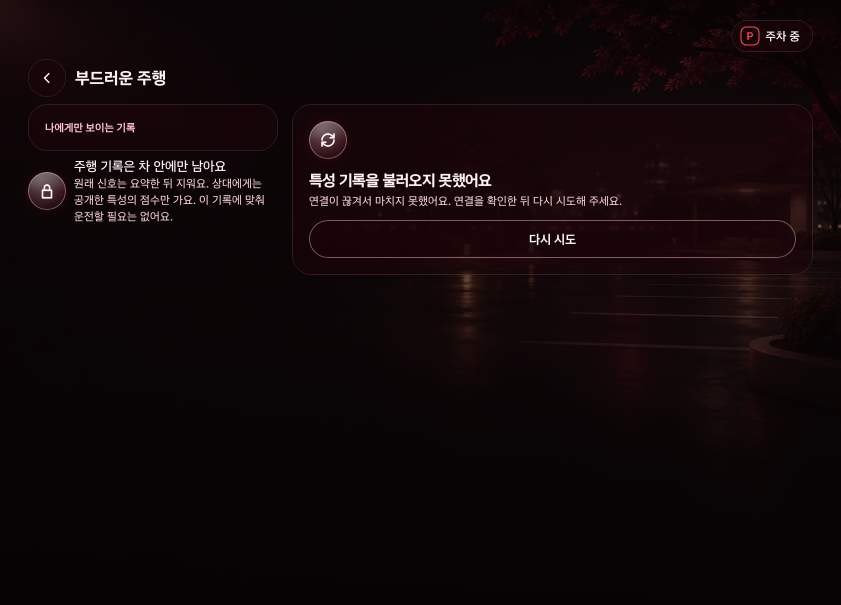 P 주차 중
부드러운 주행
나에게만 보이는 기록
주행 기록은 차 안에만 남아요
원래 신호는 요약한 뒤 지워요. 상대에게는
공개한 특성의 점수만 가요. 이 기록에 맞춰
운전할 필요는 없어요.
특성 기록을 불러오지 못했어요
연결이 끊겨서 마치지 못했어요. 연결을 확인한 뒤 다시 시도해 주세요.
다시 시도